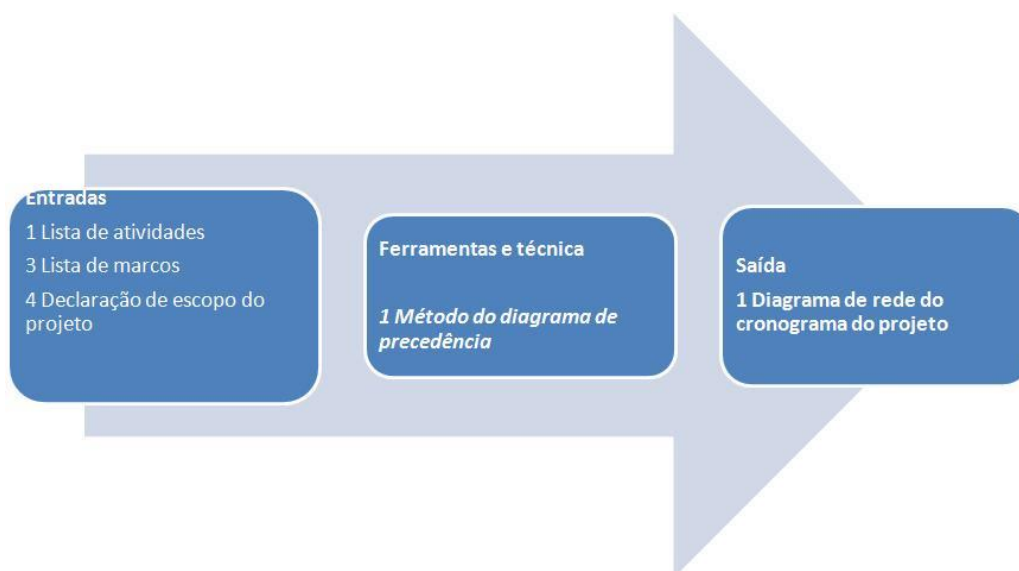 Entradas
1 Lista de atividades
3 Lista de marcos
4 Declaração de escopo do
projeto
Ferramentas e técnica
1 Método do diagrama de
precedência
Saída
1 Diagrama de rede do
cronograma do projeto